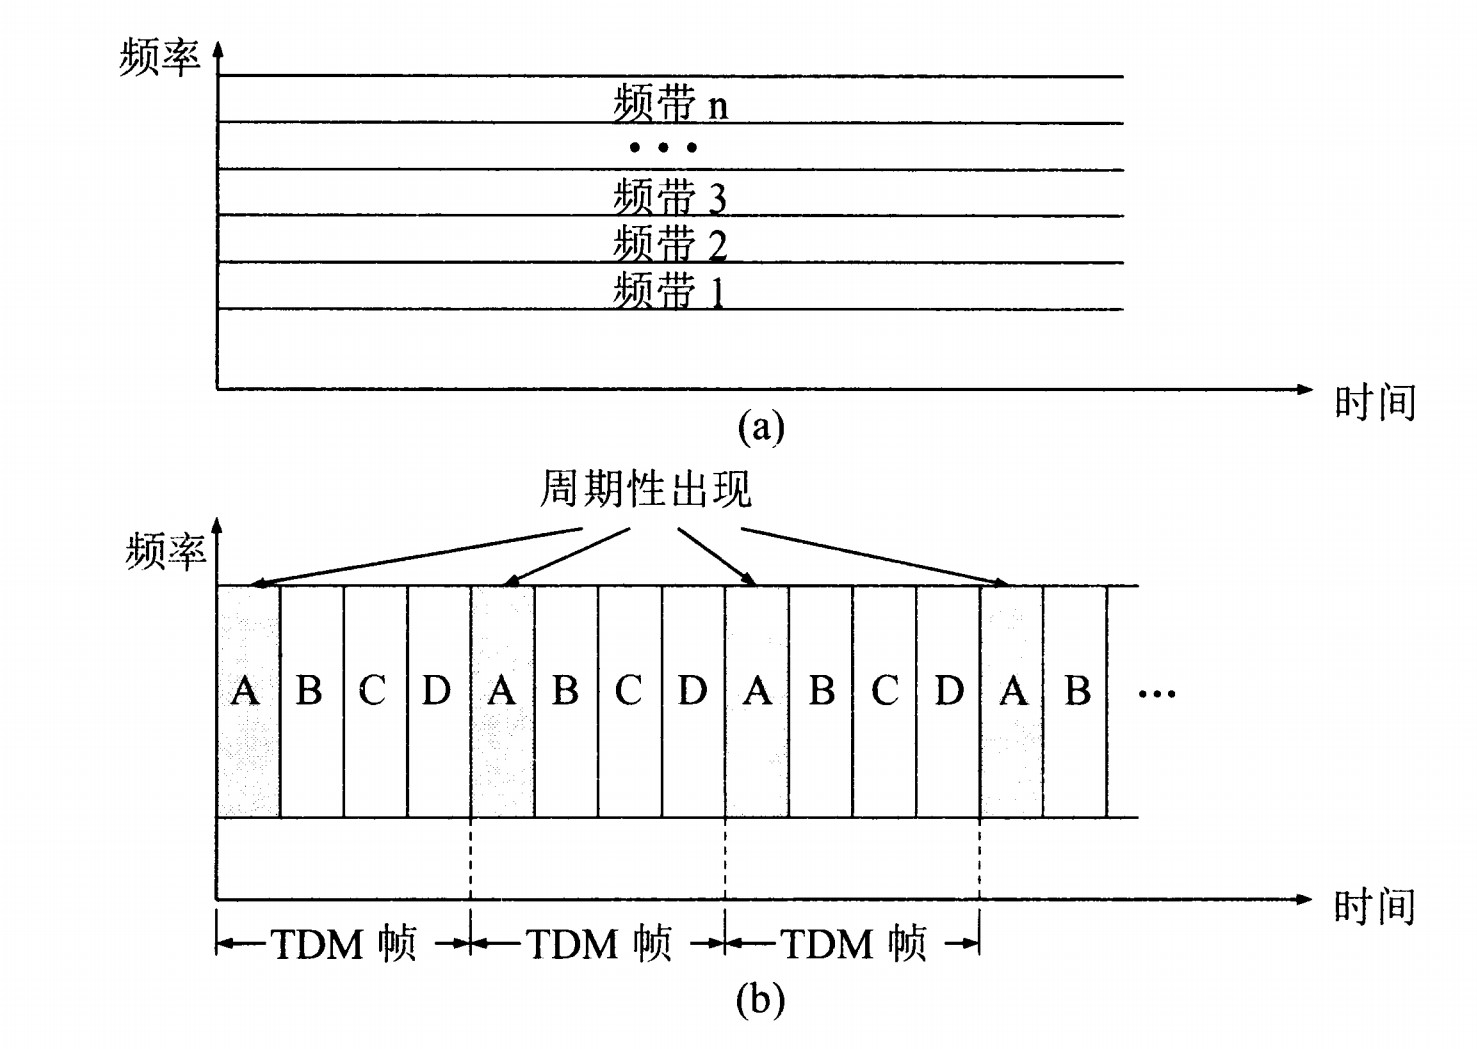 频率
频带 n
···
频带 3
频带 2
频带 1
时间
(a)
周期性出现
频率
A B C D A B C D A B C D A B ···
时间
TDM 帧 TDM 帧 TDM 帧
(b)